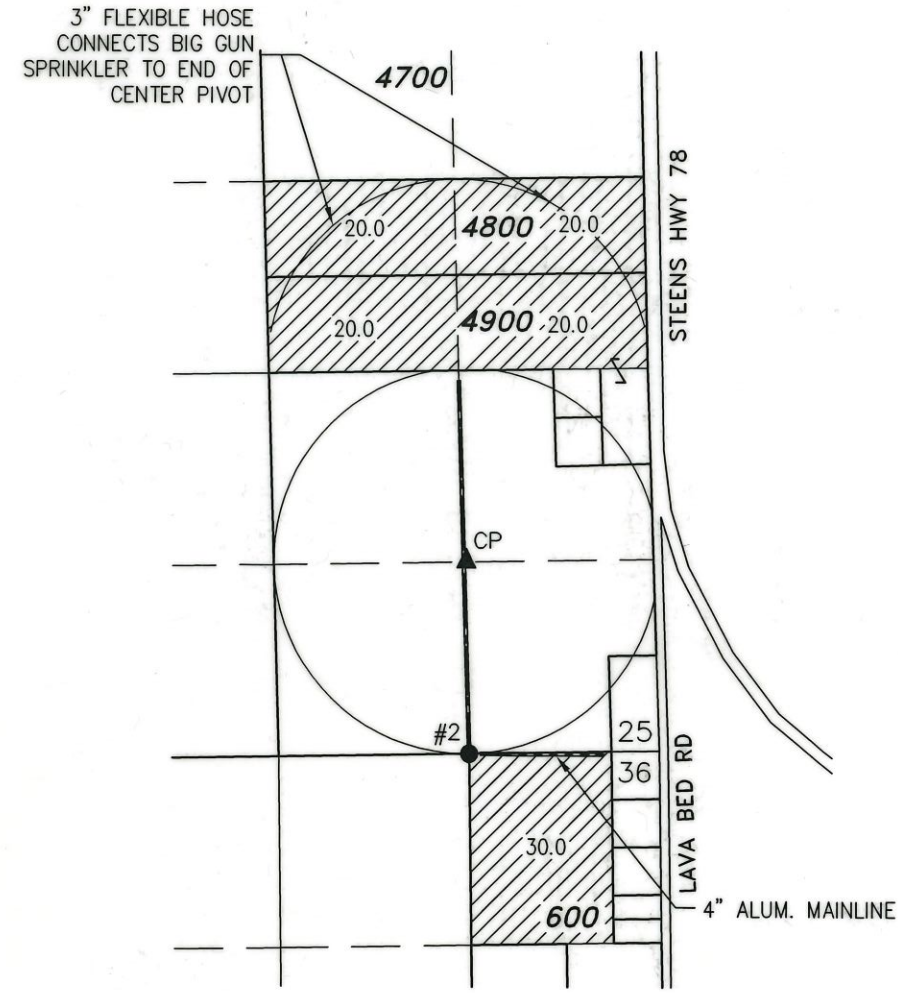 3” FLEXIBLE HOSE
CONNECTS BIG GUN
SPRINKLER TO END OF
CENTER PIVOT
4700
STEENS HWY 78
20.0
4800
20.0
20.0
4900
20.0
CP
#2
25
36
LAVA BED RD
30.0
600
4” ALUM. MAINLINE